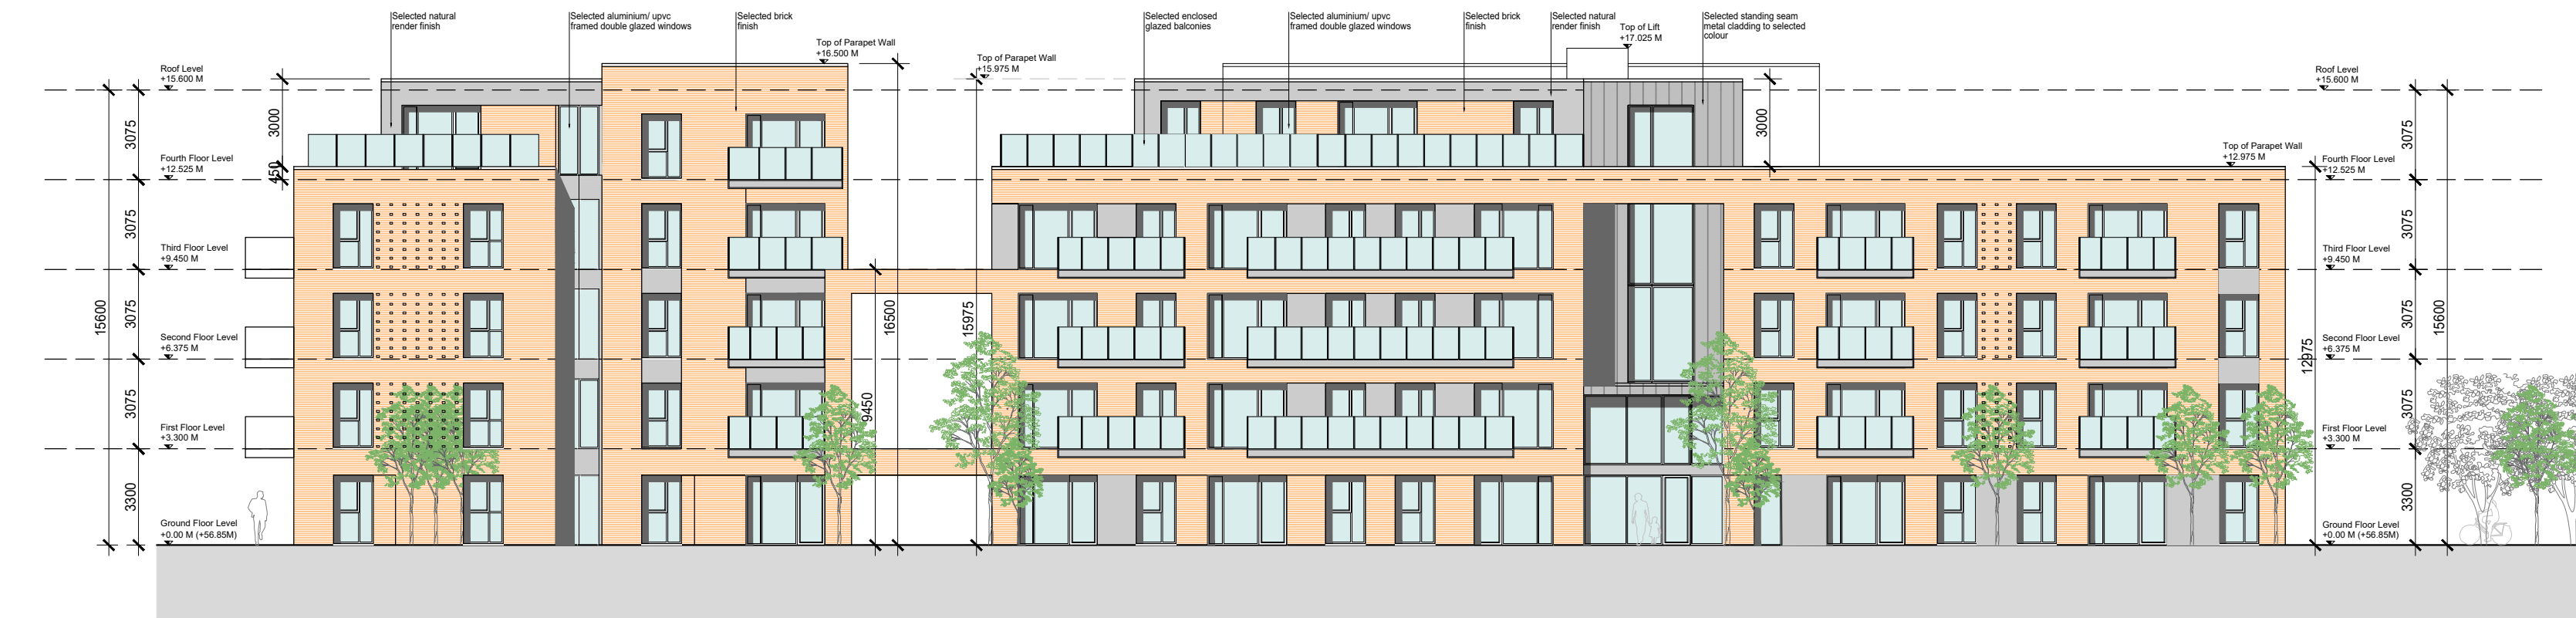 Selected natural
render finish
Selected aluminium/ upvc
framed double glazed windows
Selected brick
finish
Top of Parapet Wall
+16.500 M
Top of Parapet Wall
+15.975 M
Selected enclosed
glazed balconies
Selected aluminium/ upvc
framed double glazed windows
Selected brick
finish
Selected natural
render finish
Top of Lift
+17.025 M
Selected standing seam
metal cladding to selected
colour
Roof Level
+15.600 M
Fourth Floor Level
+12.525 M
Third Floor Level
+9.450 M
Second Floor Level
+6.375 M
First Floor Level
+3.300 M
Ground Floor Level
+0.00 M (+56.85M)
15600
3075
3075
3075
3075
3300
3000
450
9450
16500
15975
3000
Top of Parapet Wall
+12.975 M
12975
Roof Level
+15.600 M
Fourth Floor Level
+12.525 M
Third Floor Level
+9.450 M
Second Floor Level
+6.375 M
First Floor Level
+3.300 M
Ground Floor Level
+0.00 M (+56.85M)
3075
3075
3075
3075
3300
15600